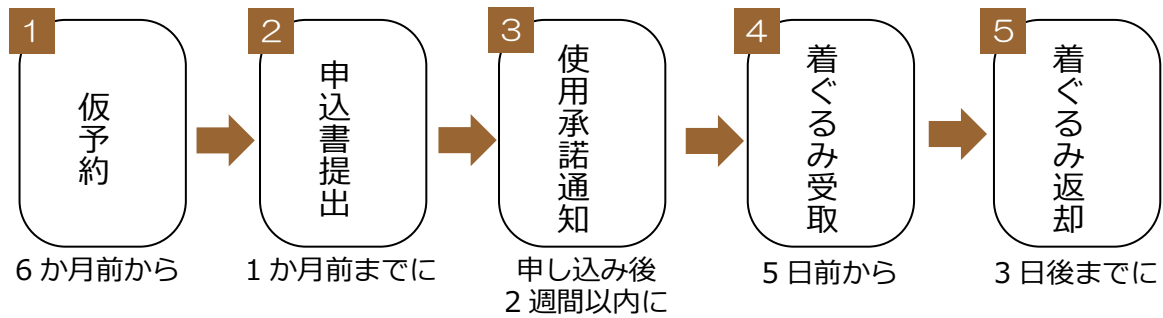 1
仮予約
6か月前から
2
申込書提出
1か月前までに
3
使用承諾通知
申し込み後
2週間以内に
4
着ぐるみ受取
5日前から
5
着ぐるみ返却
3日後までに